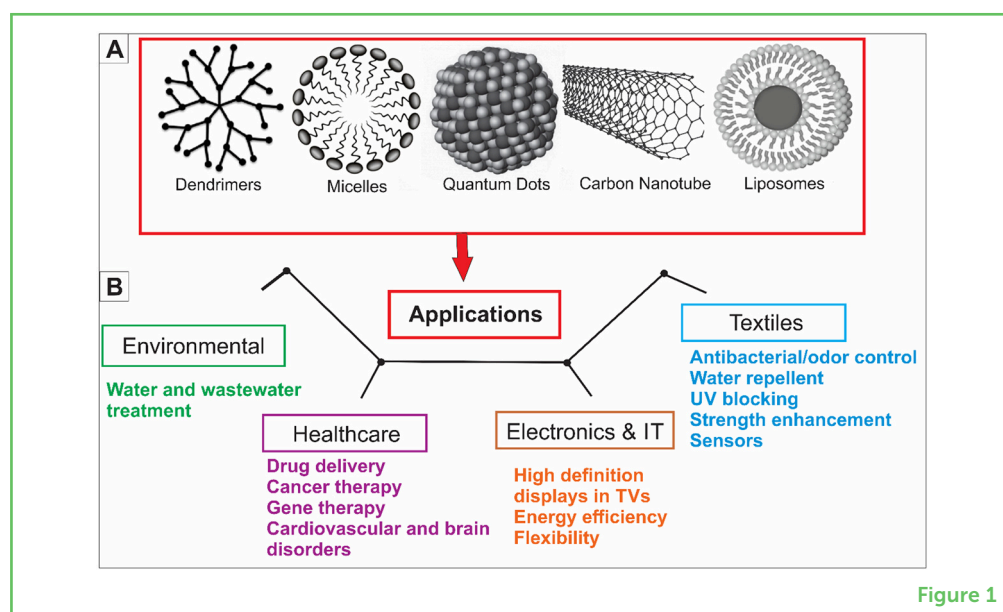 A
Dendrimers
Micelles
Quantum Dots
Carbon Nanotube
Liposomes
B
Applications
Environmental
Water and wastewater
treatment
Healthcare
Drug delivery
Cancer therapy
Gene therapy
Cardiovascular and brain
disorders
Electronics & IT
High definition
displays in TVs
Energy efficiency
Flexibility
Textiles
Antibacterial/odor control
Water repellent
UV blocking
Strength enhancement
Sensors
Figure 1